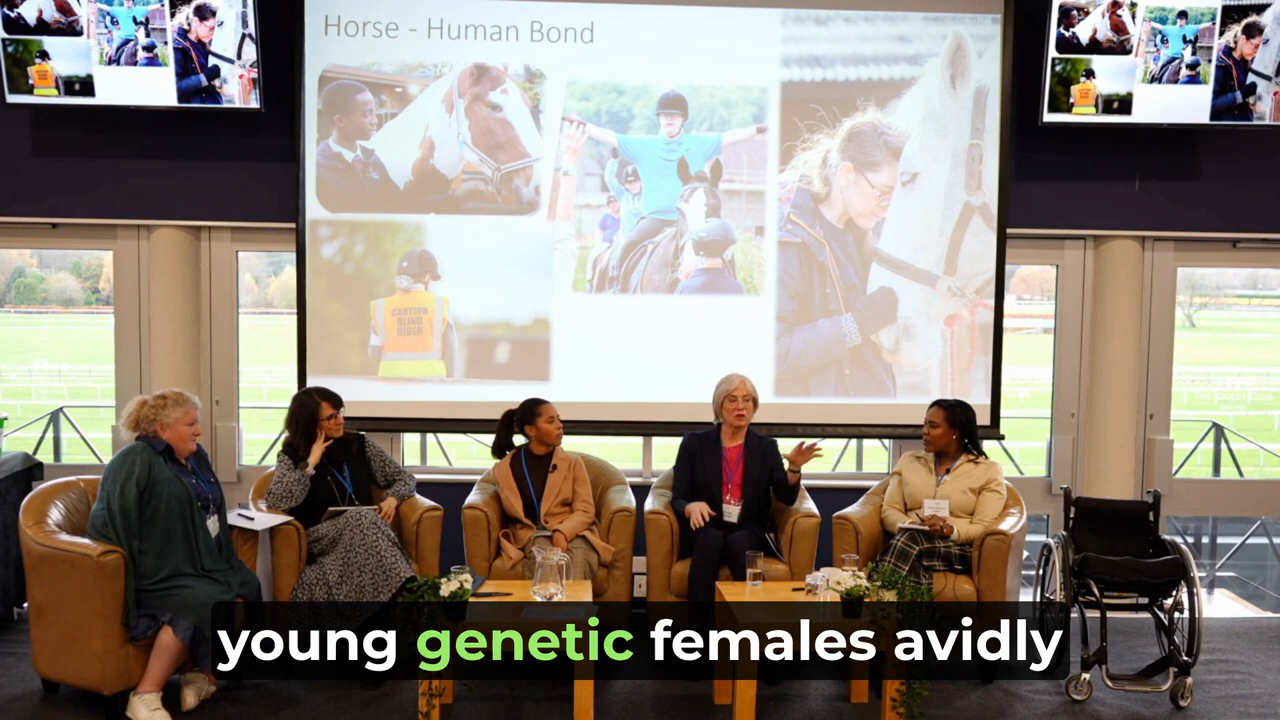 Horse - Human Bond
CAUTION
BLIND
RIDER
young genetic females avidly